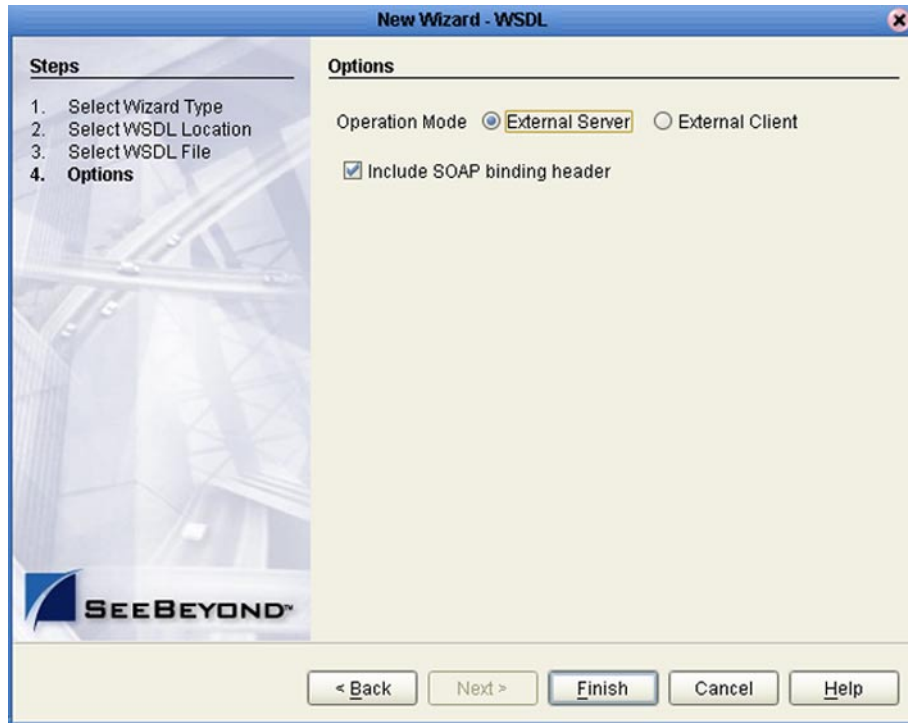 New Wizard - WSDL
Steps
1. Select Wizard Type
2. Select WSDL Location
3. Select WSDL File
4. Options
SEEBEYOND™
Options
Operation Mode External Server External Client
Include SOAP binding header
< Back Next > Finish Cancel Help